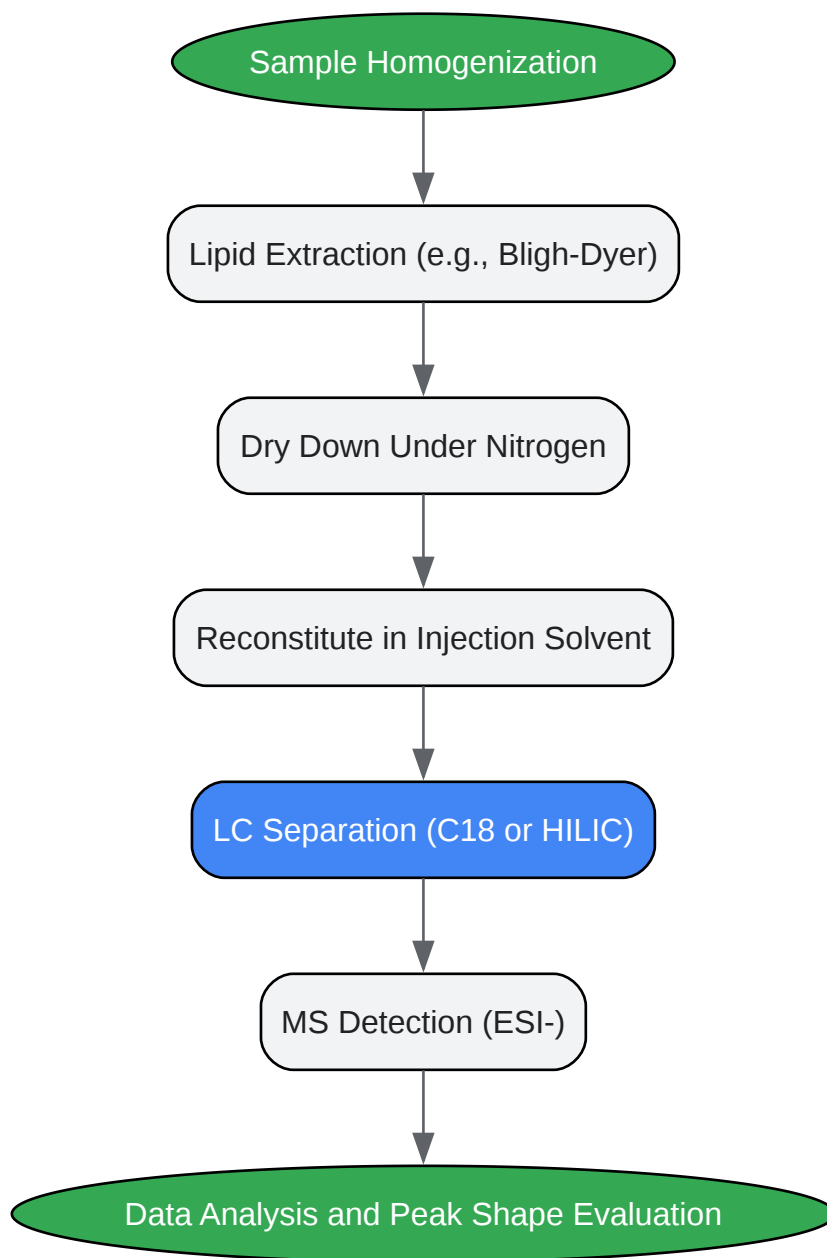 Sample Homogenization
Lipid Extraction (e.g., Bligh-Dyer)
Dry Down Under Nitrogen
Reconstitute in Injection Solvent
LC Separation (C18 or HILIC)
MS Detection (ESI-)
Data Analysis and Peak Shape Evaluation